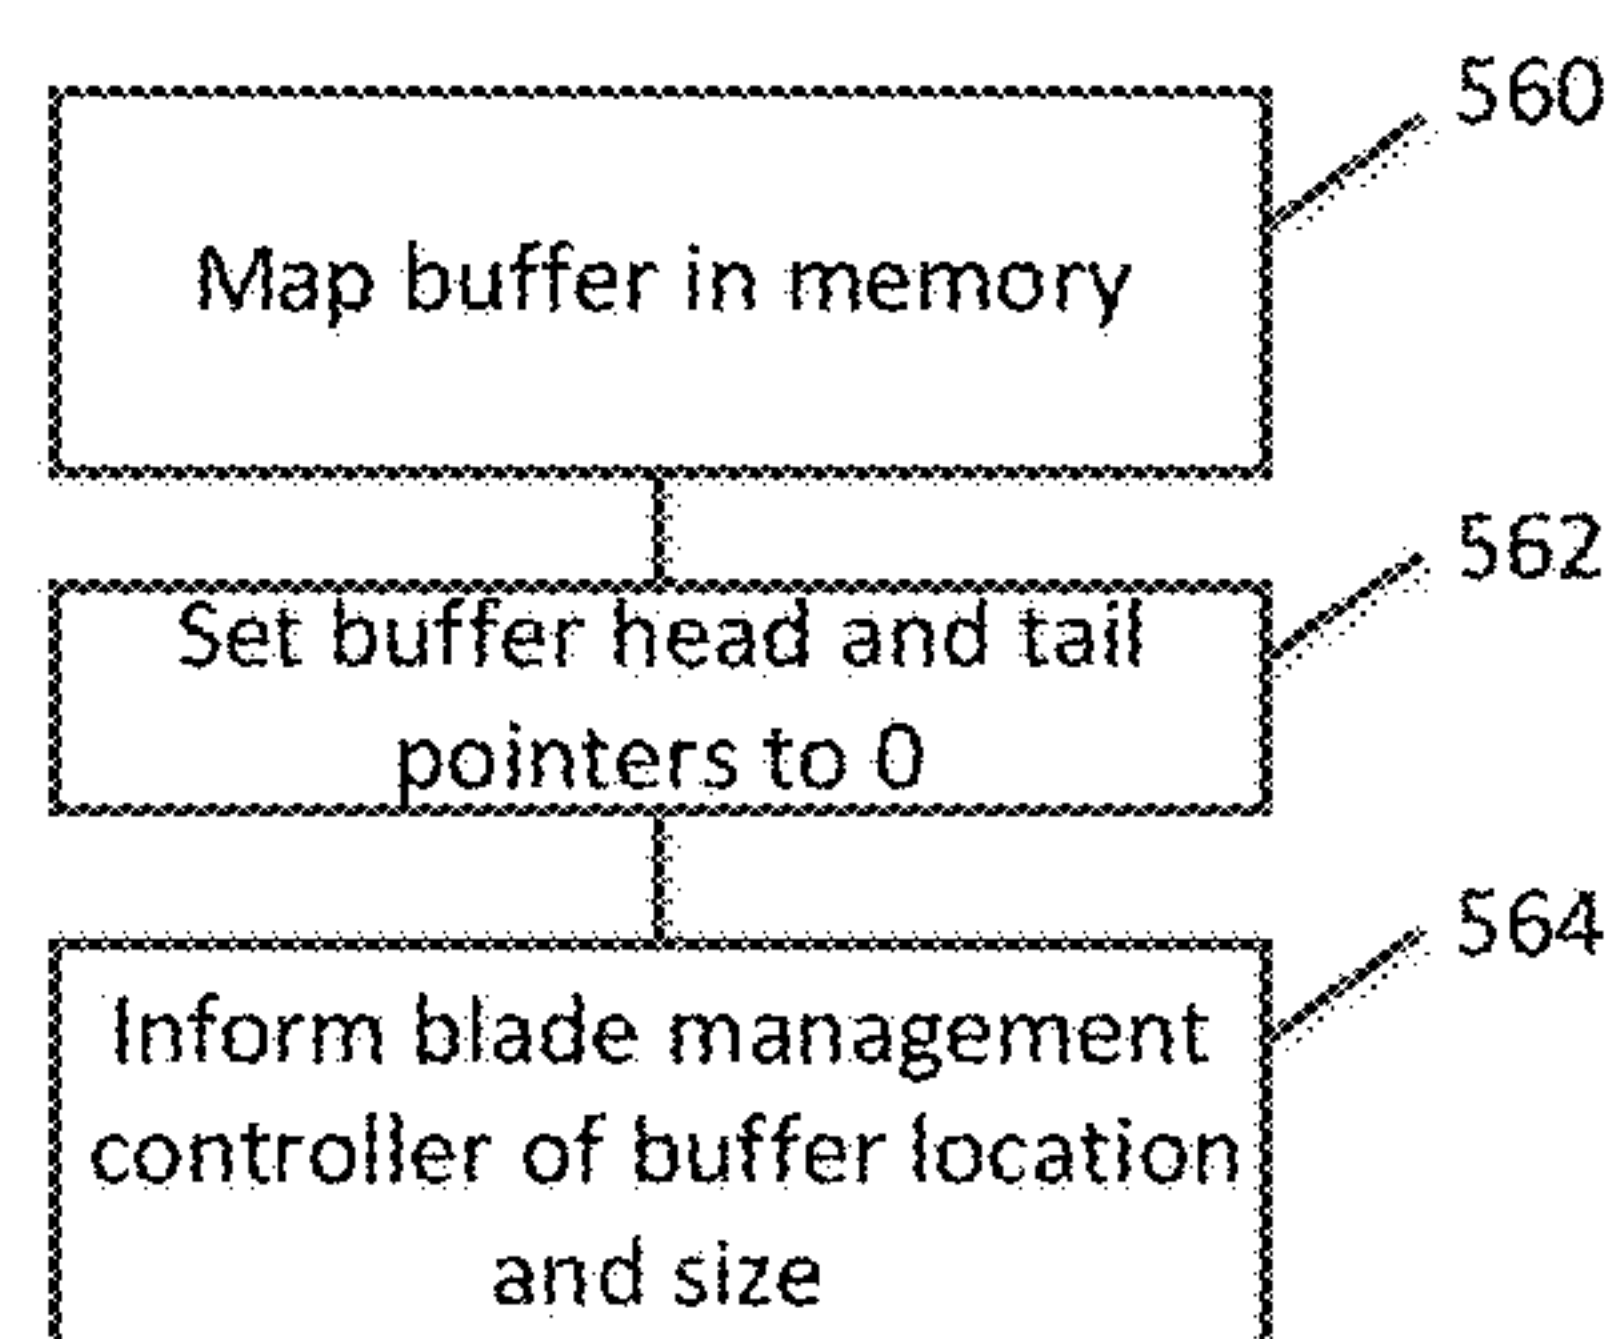 560
Map buffer in memory
562
Set buffer head and tail
pointers to 0
564
Inform blade management
controller of buffer location
and size